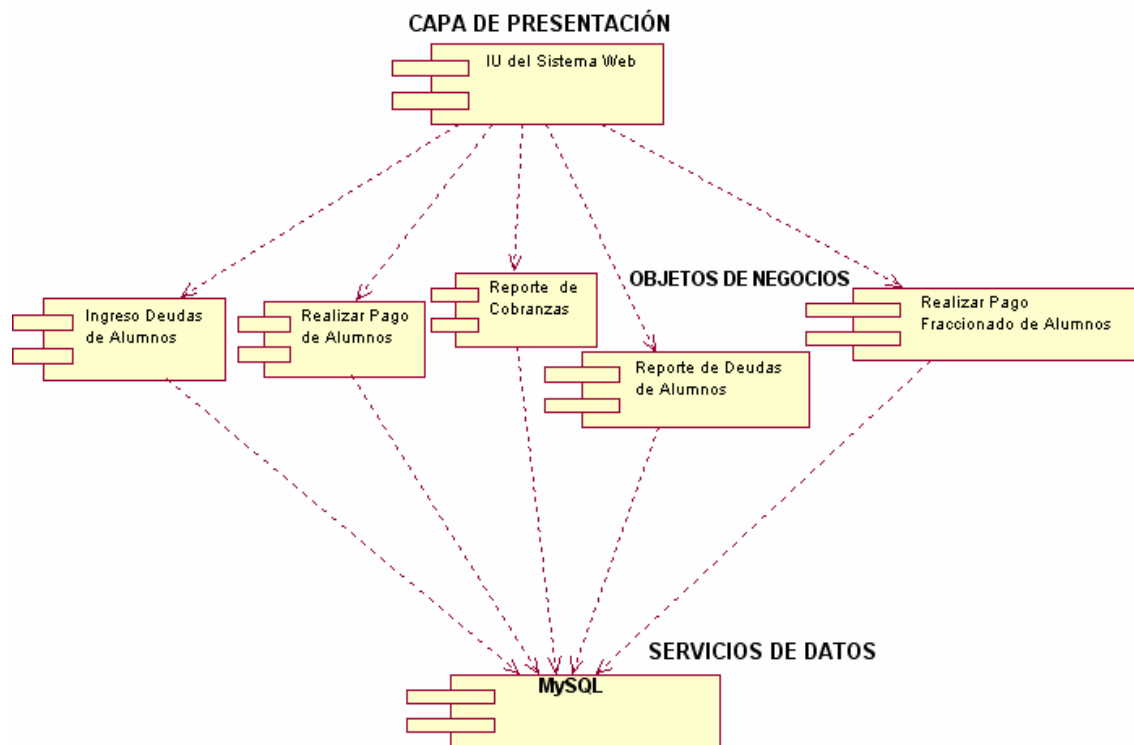 CAPA DE PRESENTACIÓN
IU del Sistema Web
OBJETOS DE NEGOCIOS
Ingreso Deudas
de Alumnos
Realizar Pago
de Alumnos
Reporte de
Cobranzas
Reporte de Deudas
de Alumnos
Realizar Pago
Fraccionado de Alumnos
SERVICIOS DE DATOS
MySQL